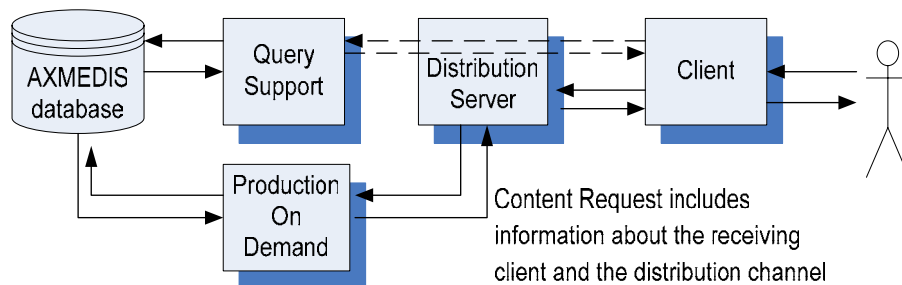 AXMEDIS
database
Query
Support
Distribution
Server
Client
Production
On
Demand
Content Request includes
information about the receiving
client and the distribution channel